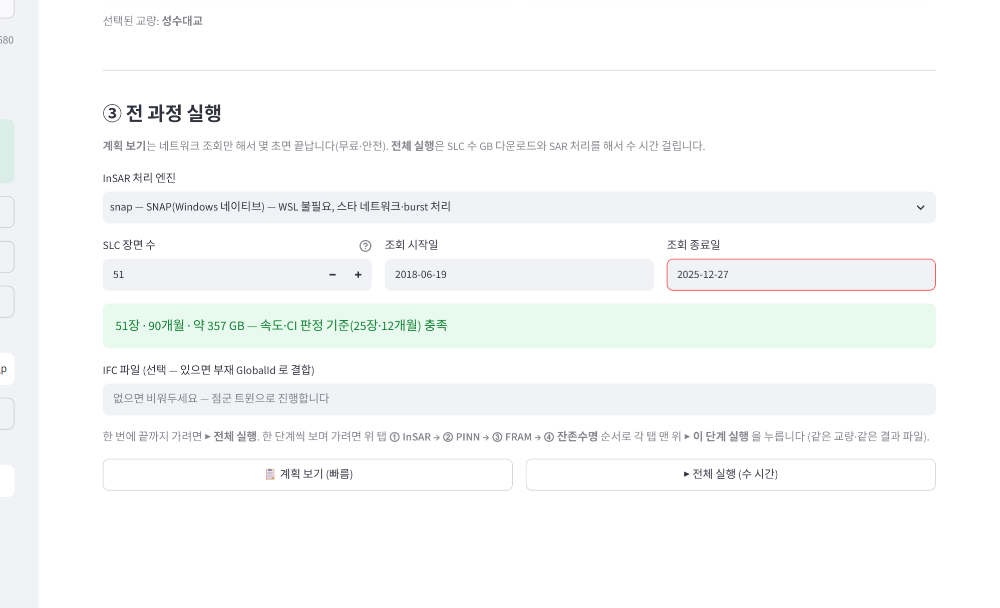 선택된 교량: 성수대교
680
③ 전 과정 실행
계획 보기는 네트워크 조회만 해서 몇 초면 끝납니다(무료·안전). 전체 실행은 SLC 수 GB 다운로드와 SAR 처리를 해서 수 시간 걸립니다.
InSAR 처리 엔진
snap — SNAP(Windows 네이티브) — WSL 불필요, 스타 네트워크·burst 처리
SLC 장면 수
조회 시작일
조회 종료일
51
2018-06-19
2025-12-27
51장 · 90개월 · 약 357 GB — 속도·CI 판정 기준(25장·12개월) 충족
p
IFC 파일 (선택 — 있으면 부재 GlobalId 로 결합)
없으면 비워두세요 — 점군 트윈으로 진행합니다
한 번에 끝까지 가려면 ▸ 전체 실행. 한 단계씩 보며 가려면 위 탭 ① InSAR → ② PINN → ③ FRAM → ④ 잔존수명 순서로 각 탭 맨 위 ▸ 이 단계 실행 을 누릅니다 (같은 교량·같은 결과 파일).
📋 계획 보기 (빠름)
▸ 전체 실행 (수 시간)